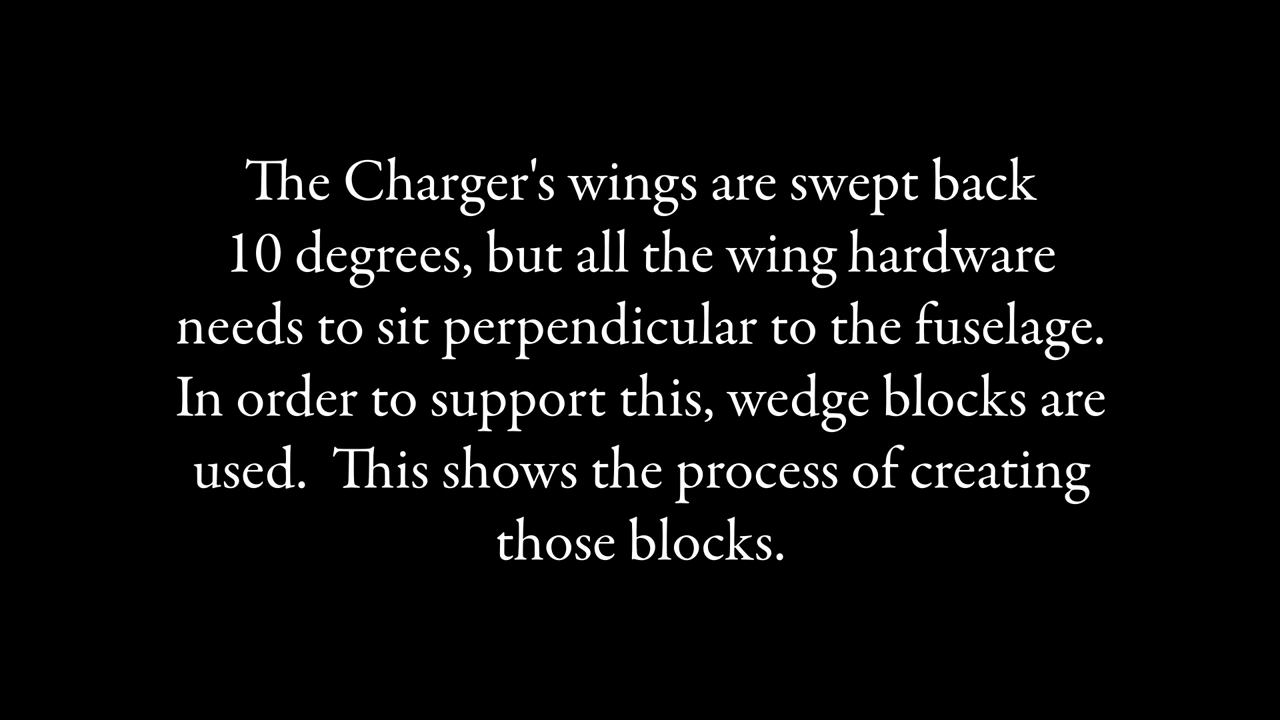 The Charger's wings are swept back
10 degrees, but all the wing hardware
needs to sit perpendicular to the fuselage.
In order to support this, wedge blocks are
used.  This shows the process of creating
those blocks.